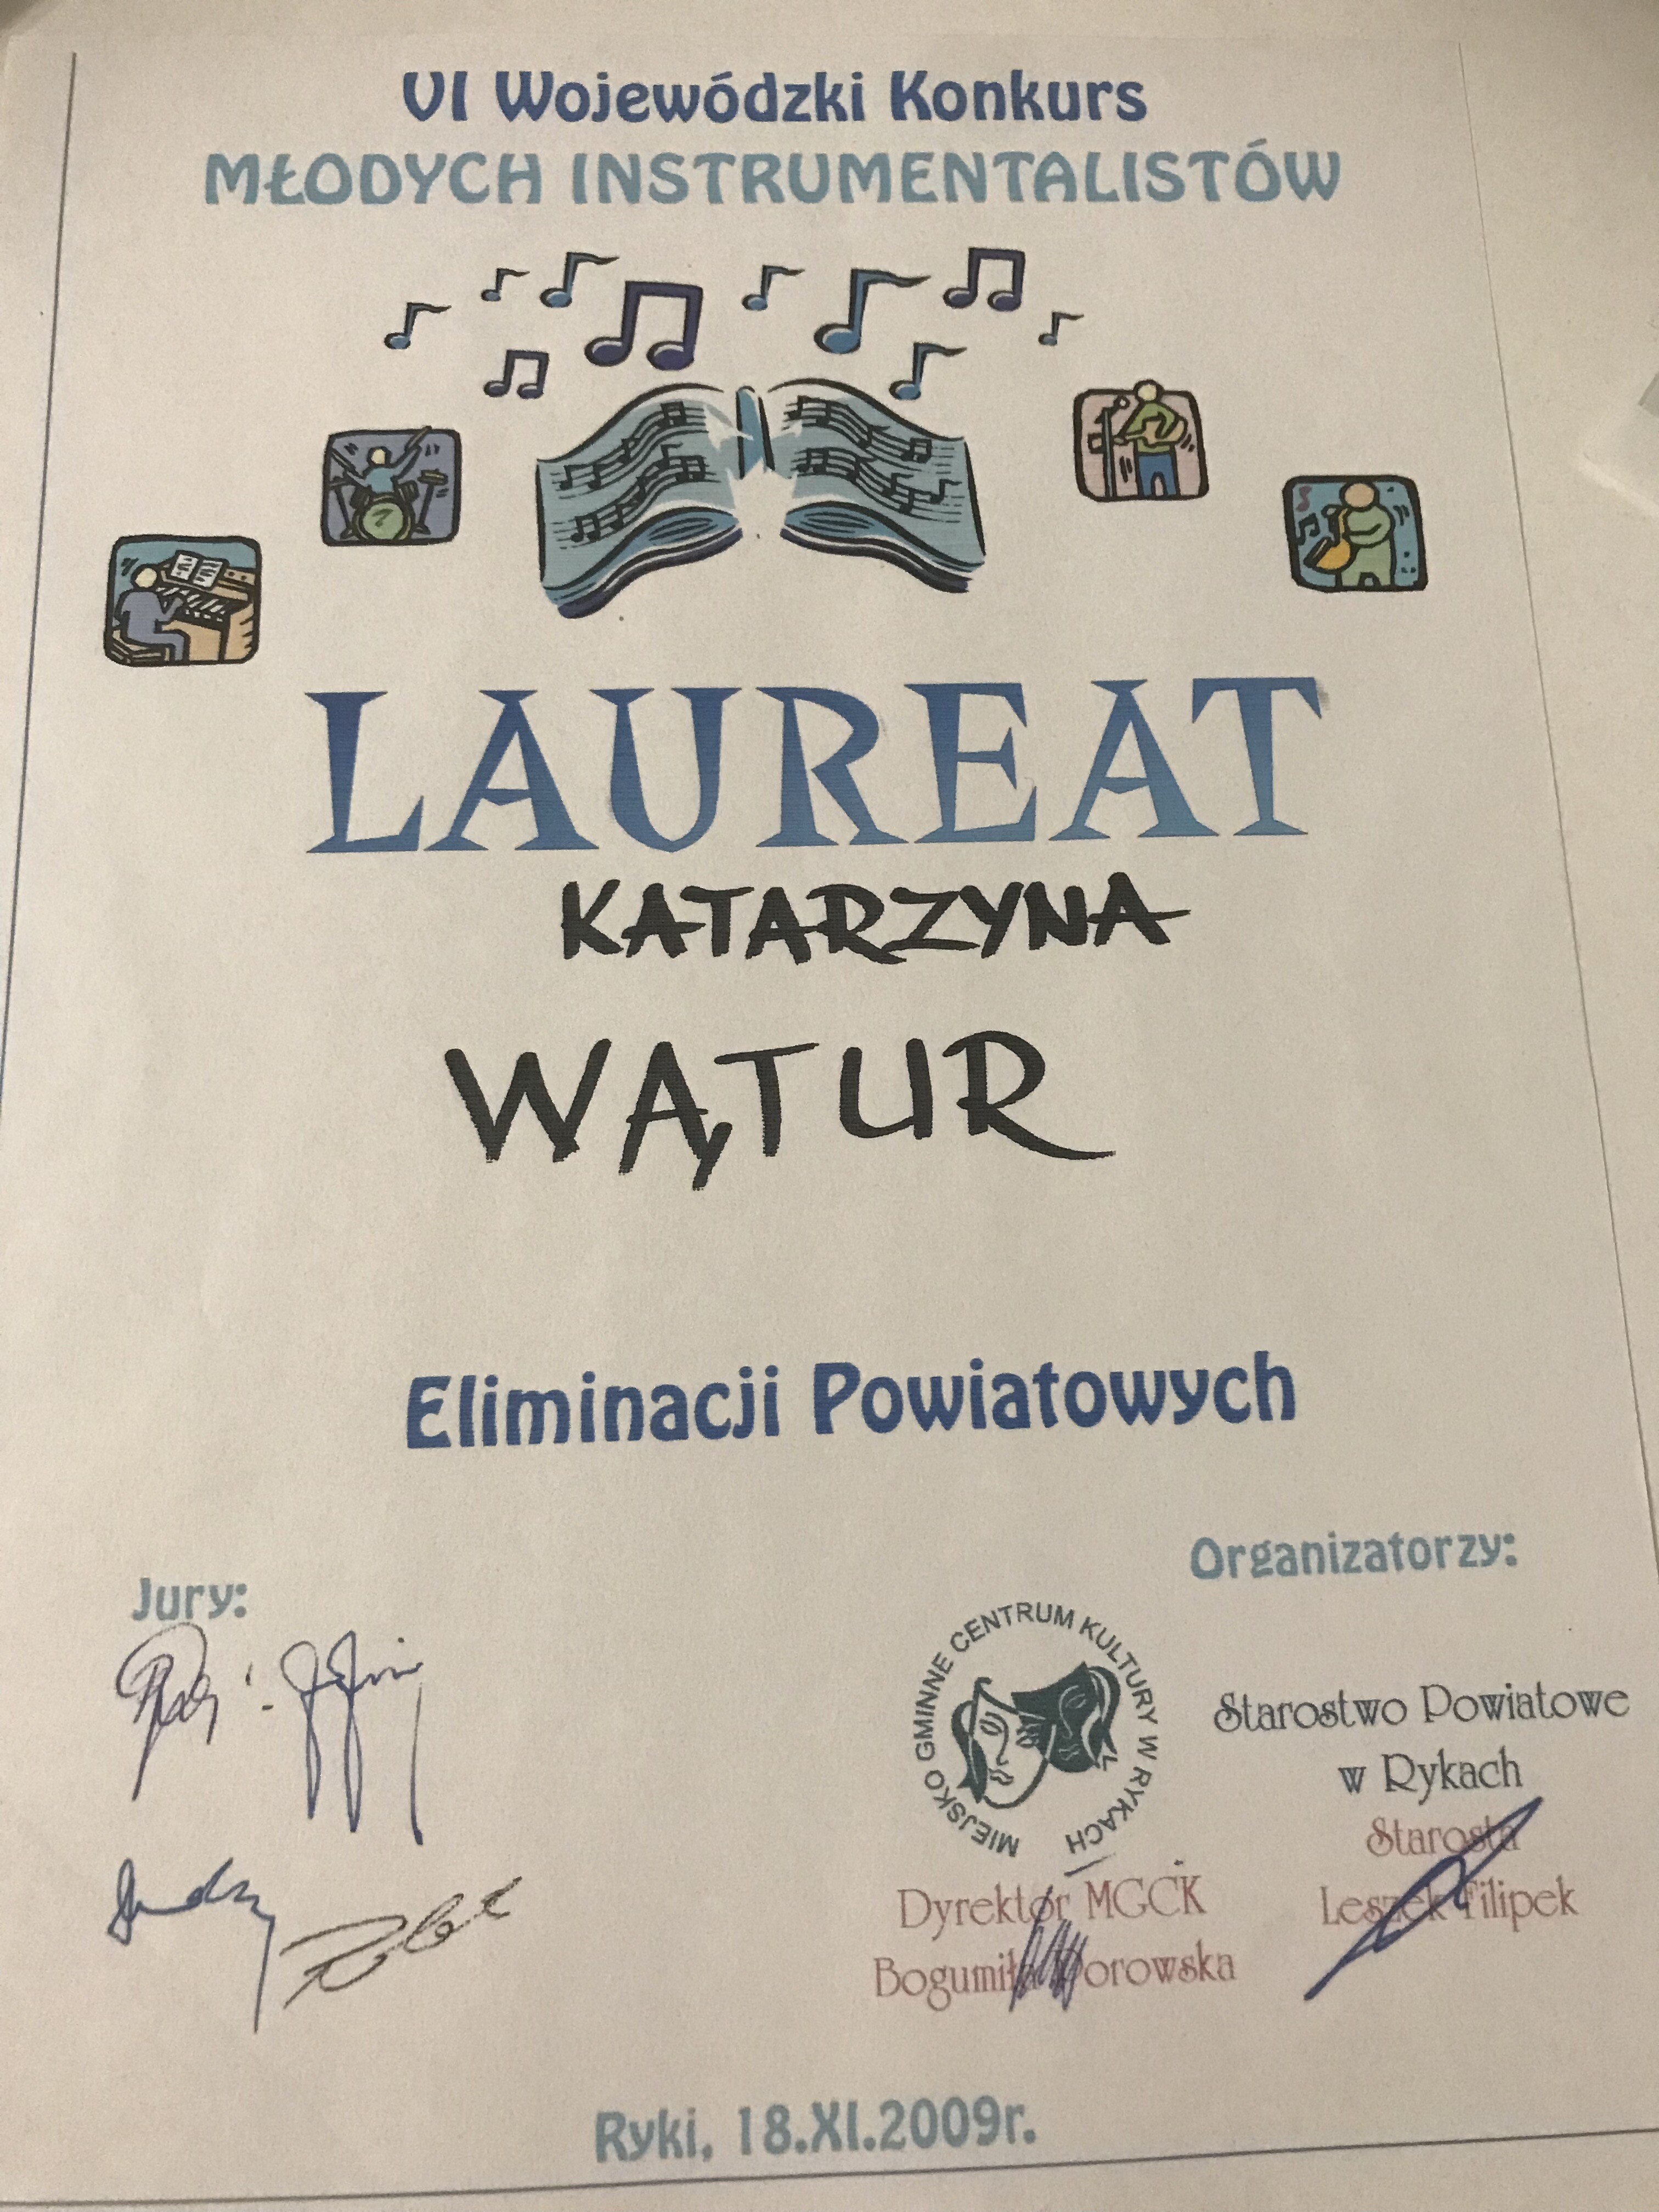 VI Wojewódzki Konkurs
MŁODYCH INSTRUMENTALISTÓW
LAUREAT
KATARZYNA
WĄTUR
Eliminacji Powiatowych
Organizatorzy:
Jury:
MIEJSKO GMINNE CENTRUM KULTURY W RYKACH
Starostwo Powiatowe
w Rykach
Starosta
Leszek Filipek
Dyrektor MGCK
Bogumiła
Ryki, 18.XI.2009r.